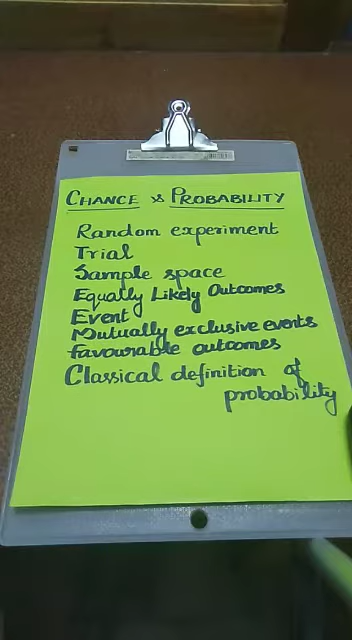 CHANCE & PROBABILITY
Random experiment
Trial
Sample space
Equally Likely Outcomes
Event
Mutually exclusive events
favourable outcomes
Classical definition of
probability